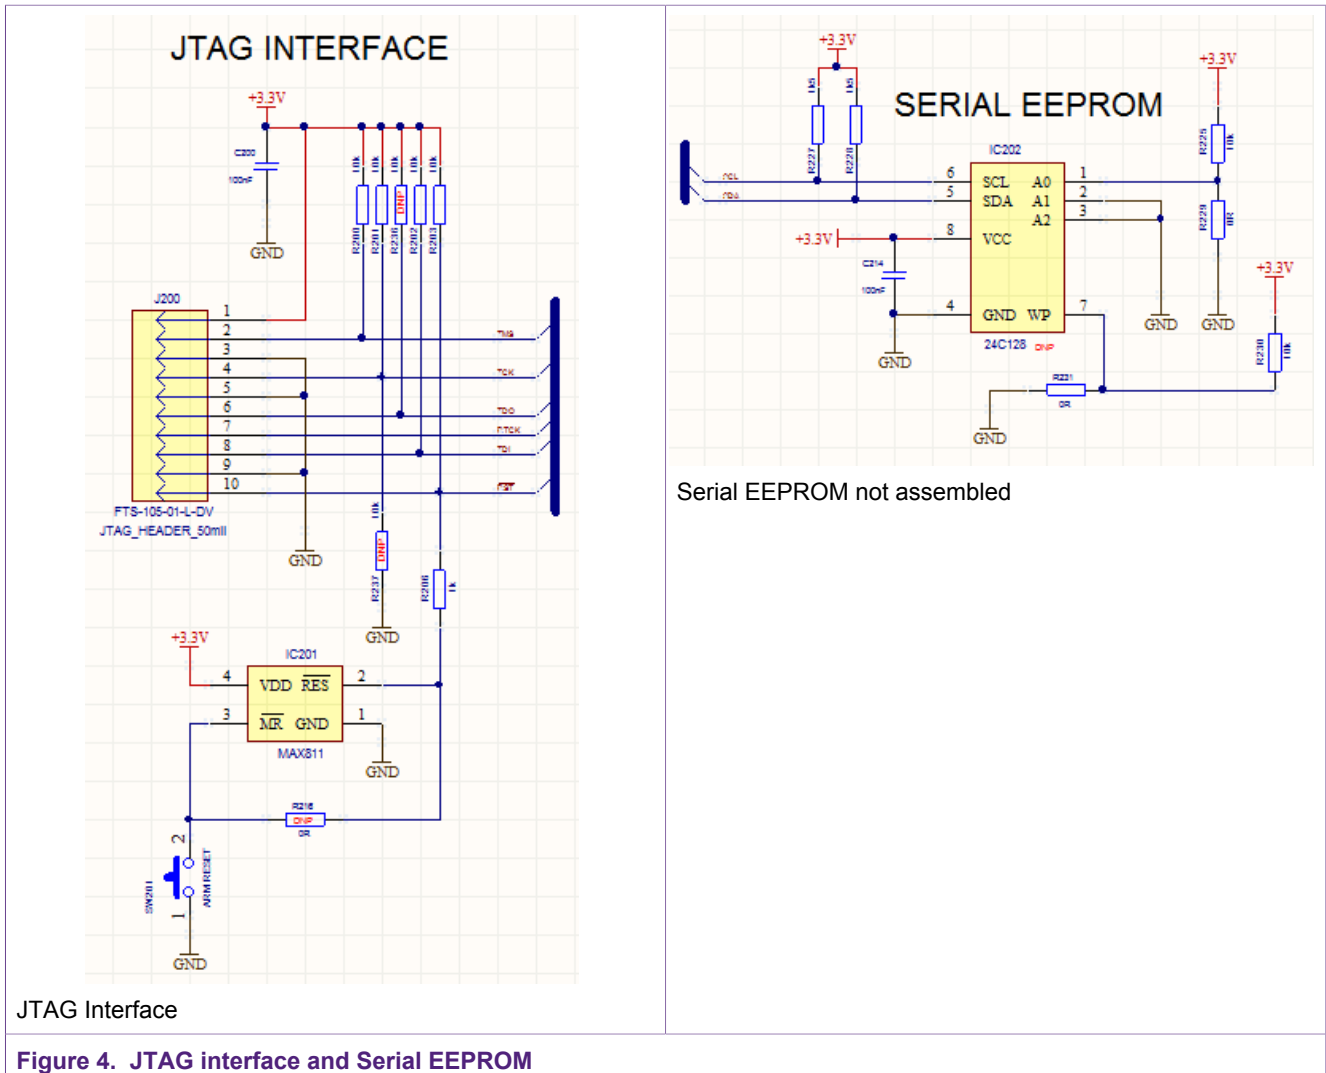 JTAG INTERFACE
+3.3V
C200
100nF
GND
10k
10k
10k
10k
10k
DNP
R200
R201
R236
R202
R203
J200
1
2
3
4
5
6
7
8
9
10
TMS
TCK
TDO
RTCK
TDI
RST
FTS-105-01-L-DV
JTAG_HEADER_50mil
GND
10k
DNP
R237
GND
R206
1k
+3.3V
IC201
4 VDD RES 2
3 MR GND 1
MAX811
GND
R216
DNP
0R
2
SW201
ARM RESET
1
GND
JTAG Interface
+3.3V
1k5
1k5
R227
R228
SERIAL EEPROM
+3.3V
R225
10k
IC202
6 SCL A0 1
5 SDA A1 2
A2 3
8 VCC
4 GND WP 7
24C128 DNP
+3.3V
C214
100nF
GND
R229
0R
GND
GND
+3.3V
R230
10k
R231
0R
GND
Serial EEPROM not assembled
Figure 4. JTAG interface and Serial EEPROM